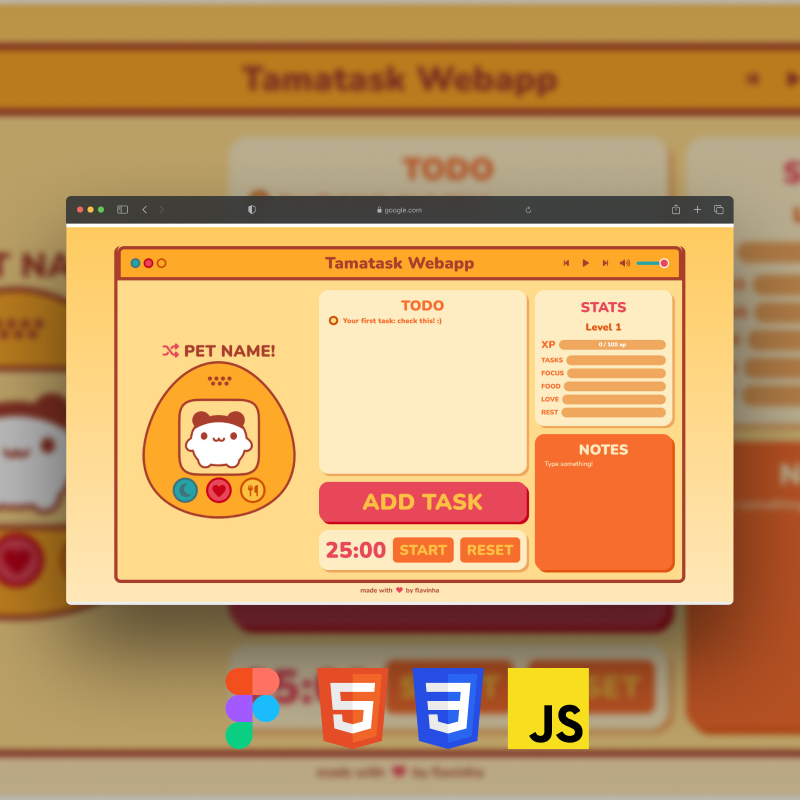 Tamatask Webapp
TODO
google.com
Tamatask Webapp
TODO
Your first task: check this! :)
STATS
Level 1
XP 0 / 100 xp
TASKS
FOCUS
FOOD
LOVE
REST
PET NAME!
NOTES
Type something!
ADD TASK
25:00 START RESET
made with ❤ by flavinha
5
3
JS
made with ❤ by flavinha